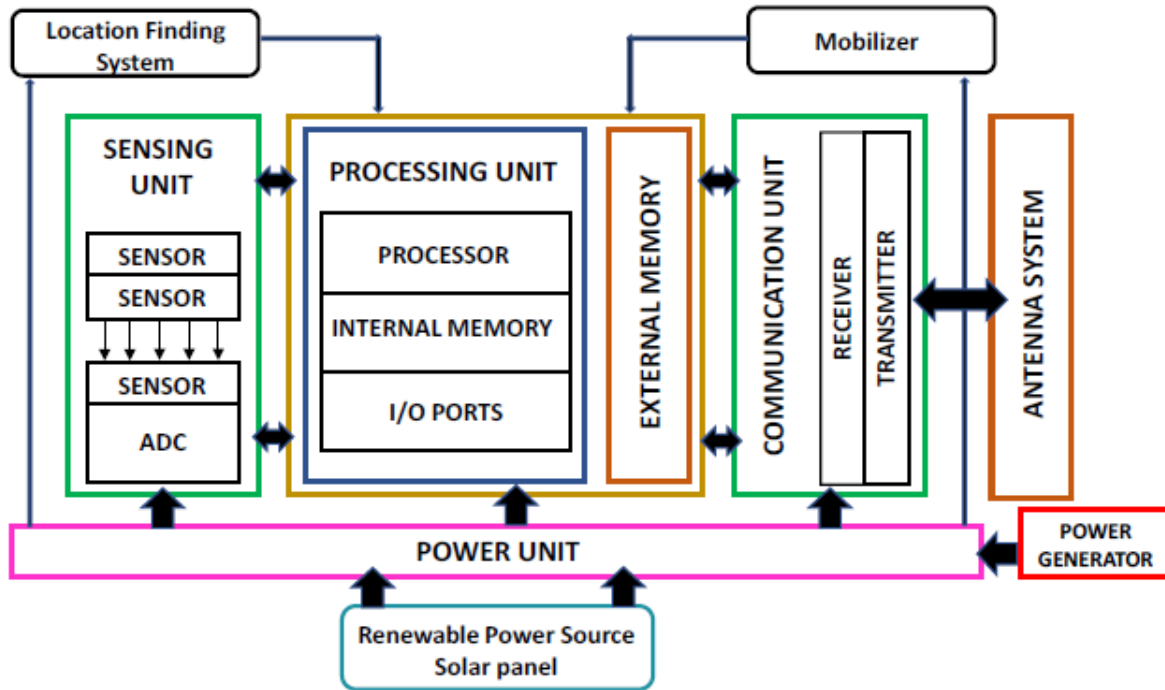 Location Finding
System
Mobilizer
SENSING
UNIT
SENSOR
SENSOR
SENSOR
ADC
PROCESSING UNIT
PROCESSOR
INTERNAL MEMORY
I/O PORTS
EXTERNAL MEMORY
COMMUNICATION UNIT
RECEIVER
TRANSMITTER
ANTENNA SYSTEM
POWER UNIT
POWER
GENERATOR
Renewable Power Source
Solar panel